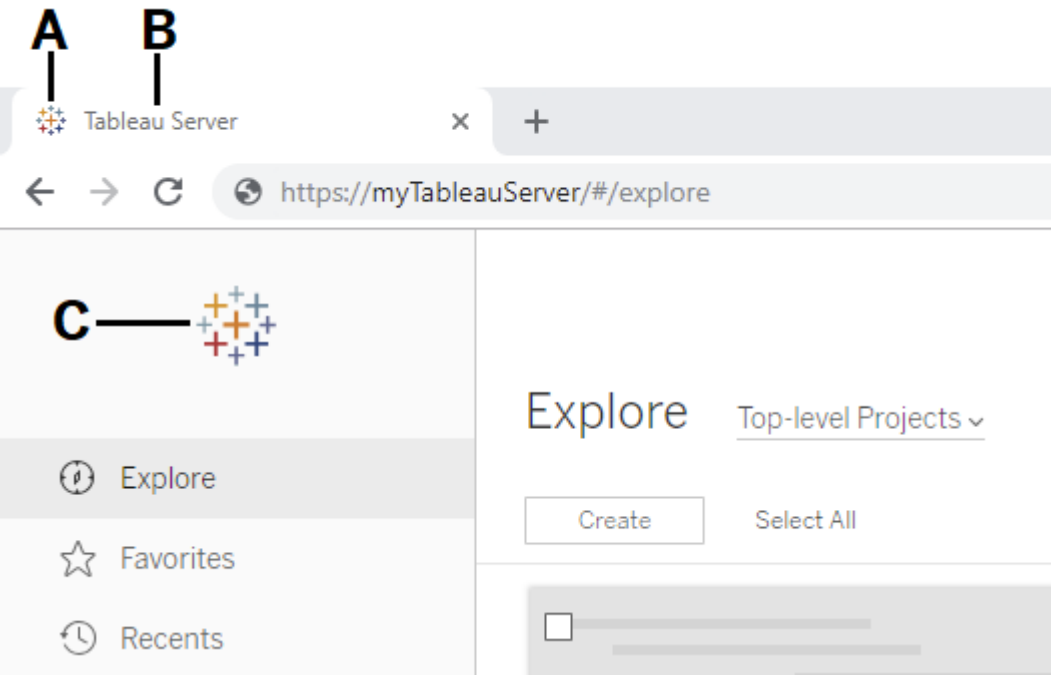 A B
Tableau Server
https://myTableauServer/#/explore
C
Explore Top-level Projects
Create Select All
Explore
Favorites
Recents